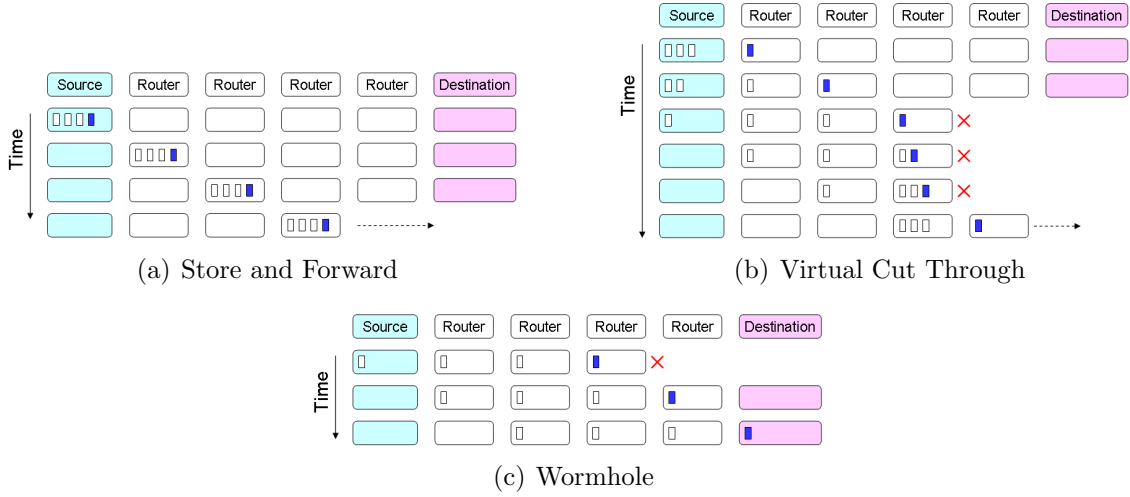 Source Router Router Router Router Destination
Time
(a) Store and Forward
Source Router Router Router Router Destination
Time
(b) Virtual Cut Through
Source Router Router Router Router Destination
Time
(c) Wormhole